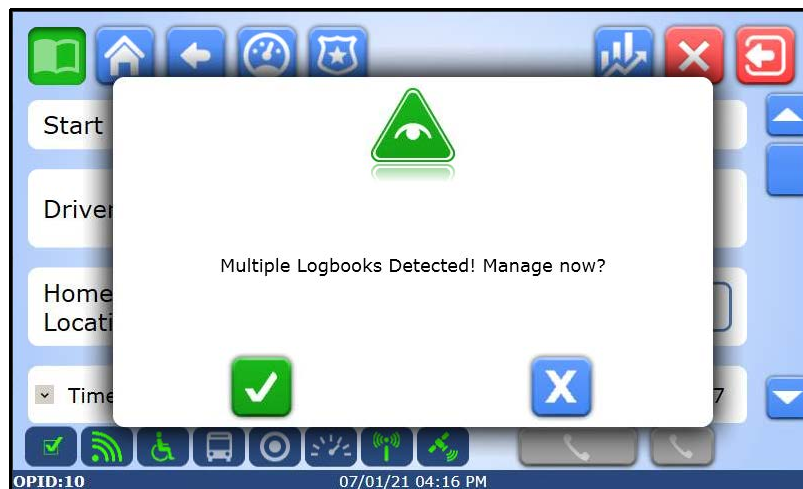 Start
Driver
Home
Locati
Time
7
Multiple Logbooks Detected! Manage now?
X
OPID:10 07/01/21 04:16 PM